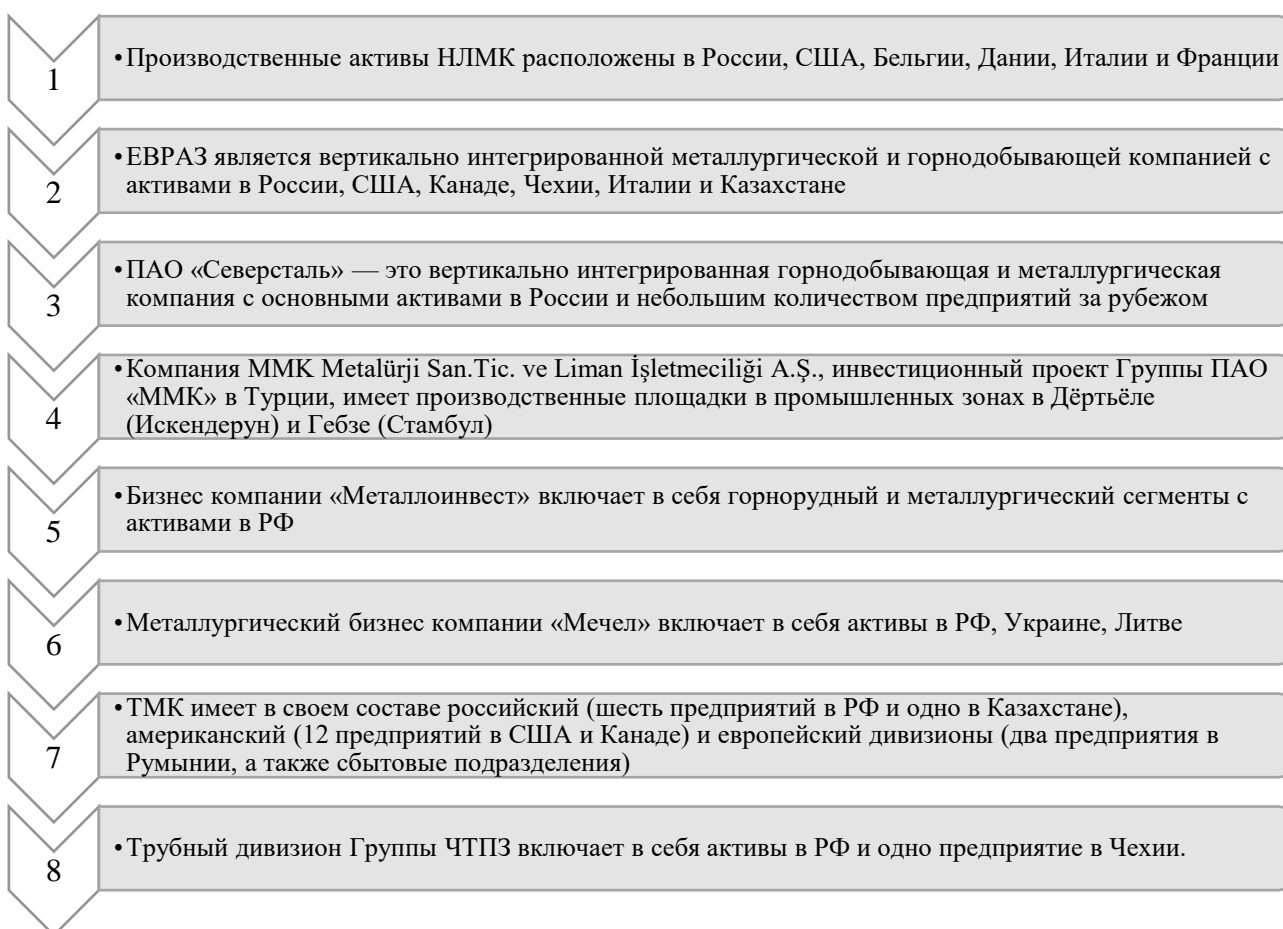 1
•Производственные активы НЛМК расположены в России, США, Бельгии, Дании, Италии и Франции
2
•ЕВРАЗ является вертикально интегрированной металлургической и горнодобывающей компанией с
активами в России, США, Канаде, Чехии, Италии и Казахстане
3
•ПАО «Северсталь» — это вертикально интегрированная горнодобывающая и металлургическая
компания с основными активами в России и небольшим количеством предприятий за рубежом
4
•Компания MMK Metalürji San.Tic. ve Liman İşletmeciliği A.Ş., инвестиционный проект Группы ПАО
«ММК» в Турции, имеет производственные площадки в промышленных зонах в Дёртьёле
(Искендерун) и Гебзе (Стамбул)
5
•Бизнес компании «Металлоинвест» включает в себя горнорудный и металлургический сегменты с
активами в РФ
6
•Металлургический бизнес компании «Мечел» включает в себя активы в РФ, Украине, Литве
7
•ТМК имеет в своем составе российский (шесть предприятий в РФ и одно в Казахстане),
американский (12 предприятий в США и Канаде) и европейский дивизионы (два предприятия в
Румынии, а также сбытовые подразделения)
8
•Трубный дивизион Группы ЧТПЗ включает в себя активы в РФ и одно предприятие в Чехии.